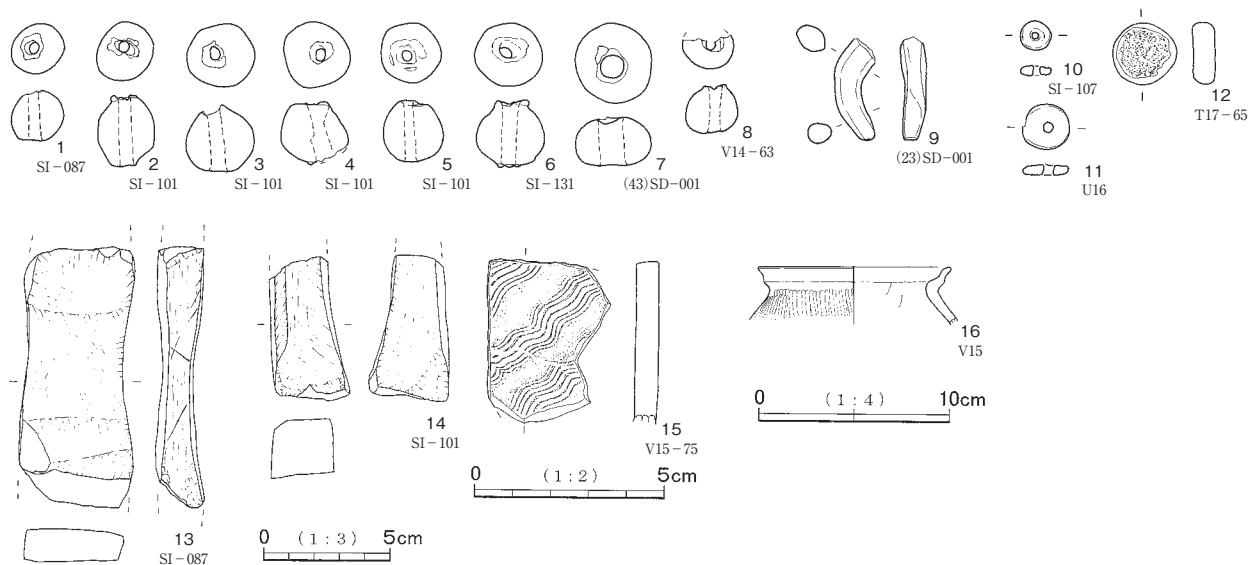 1
SI-087
2
SI-101
3
SI-101
4
SI-101
5
SI-101
6
SI-131
7
(43)SD-001
8
V14-63
9
(23)SD-001
10
SI-107
11
U16
12
T17-65
13
SI-087
14
SI-101
15
V15-75
16
V15
0 (1:3) 5cm
0 (1:2) 5cm
0 (1:4) 10cm